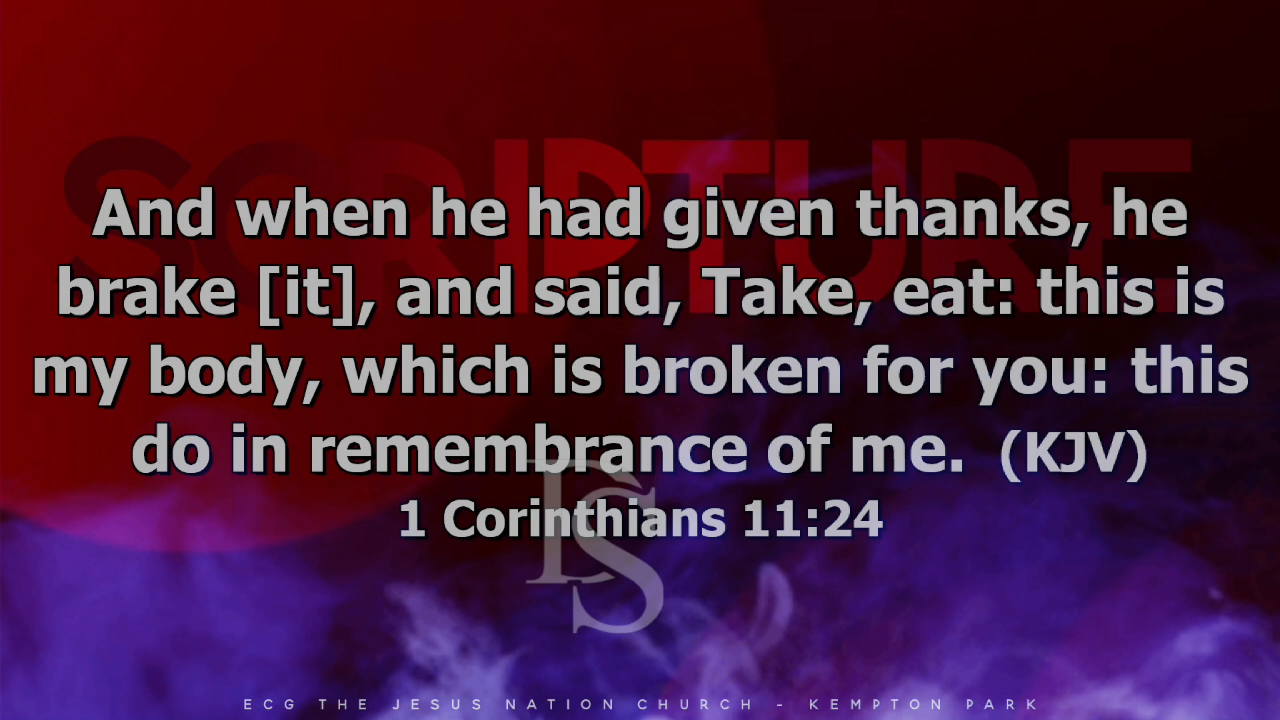 SCRIPTURE
And when he had given thanks, he
brake [it], and said, Take, eat: this is
my body, which is broken for you: this
do in remembrance of me. (KJV)
1 Corinthians 11:24
ECG THE JESUS NATION CHURCH - KEMPTON PARK